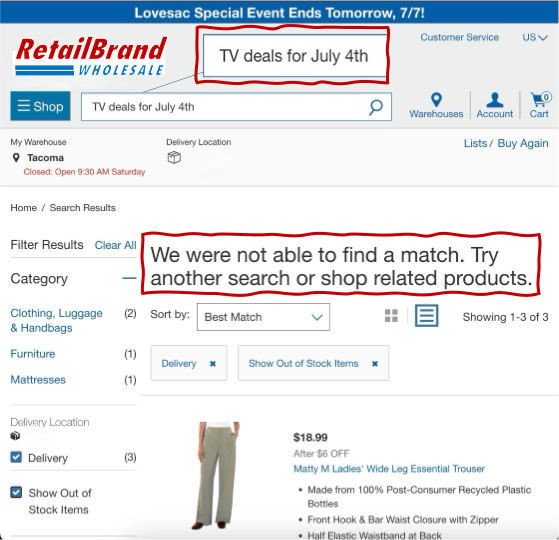 Lovesac Special Event Ends Tomorrow, 7/7!
RetailBrand
WHOLESALE
TV deals for July 4th
Customer Service
US
Shop
TV deals for July 4th
Warehouses
Account
0
Cart
My Warehouse
Delivery Location
Lists / Buy Again
Tacoma
Closed: Open 9:30 AM Saturday
Home / Search Results
Filter Results Clear All
We were not able to find a match. Try
another search or shop related products.
Category
Clothing, Luggage (2)
& Handbags
Furniture (1)
Mattresses (1)
Sort by: Best Match
Showing 1-3 of 3
Delivery × Show Out of Stock Items ×
Delivery Location
Delivery (3)
Show Out of
Stock Items
$18.99
After $6 OFF
Matty M Ladies' Wide Leg Essential Trouser
• Made from 100% Post-Consumer Recycled Plastic
Bottles
• Front Hook & Bar Waist Closure with Zipper
• Half Elastic Waistband at Back